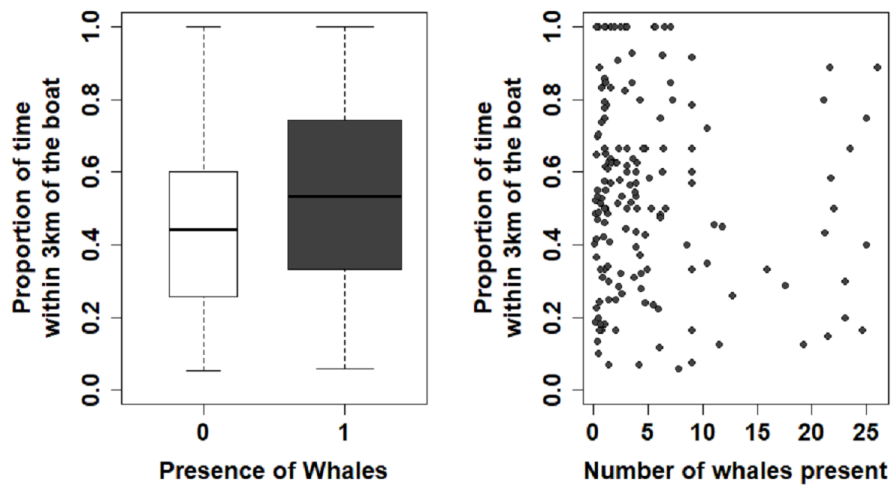 Proportion of time
within 3km of the boat
0.0 0.2 0.4 0.6 0.8 1.0
0 1
Presence of Whales
Proportion of time
within 3km of the boat
0.0 0.2 0.4 0.6 0.8 1.0
0 5 10 15 20 25
Number of whales present